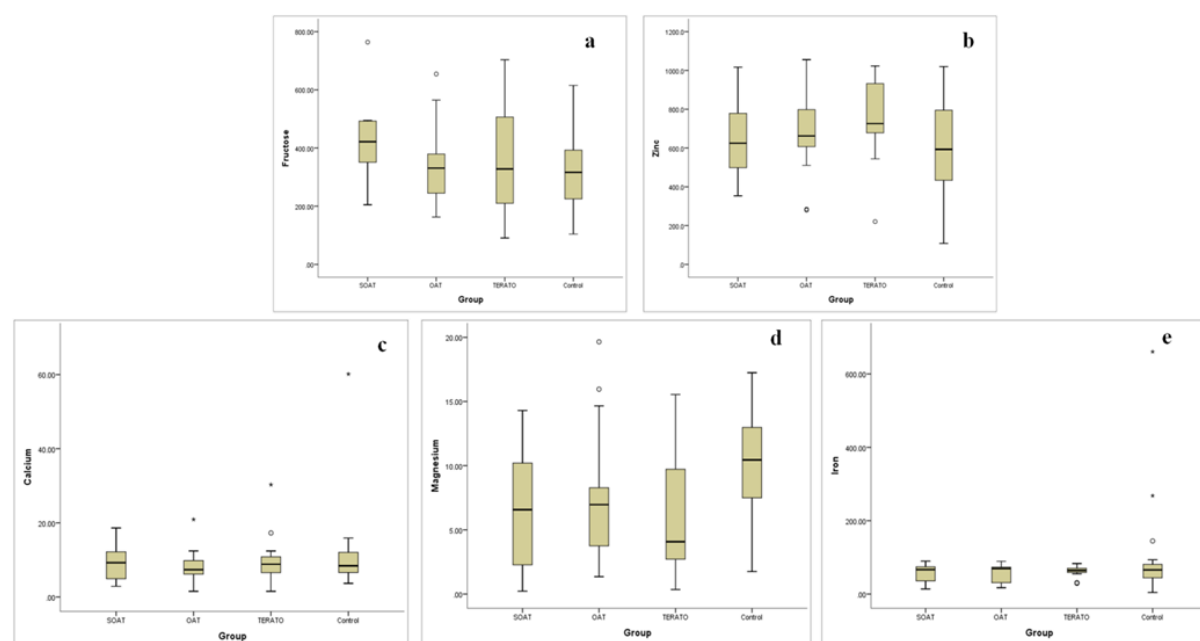 a
800.00
600.00
400.00
200.00
.00
Fructose
SOAT OAT TERATO Control
Group
b
1200.0
1000.0
800.0
600.0
400.0
200.0
.0
Zinc
SOAT OAT TERATO Control
Group
c
60.00
40.00
20.00
.00
Calcium
SOAT OAT TERATO Control
Group
d
20.00
15.00
10.00
5.00
.00
Magnesium
SOAT OAT TERATO Control
Group
e
600.00
400.00
200.00
.00
Iron
SOAT OAT TERATO Control
Group